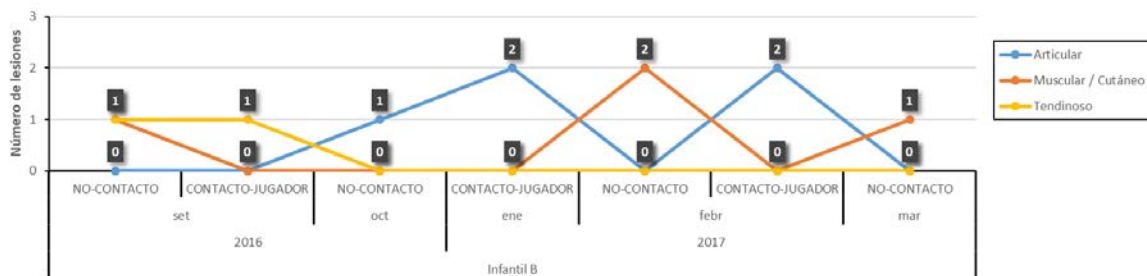 Número de lesiones
3
2
1
0
1 1 1 2 2 2 1
0 0 0 0 0 0 0
NO-CONTACTO CONTACTO-JUGADOR NO-CONTACTO CONTACTO-JUGADOR NO-CONTACTO CONTACTO-JUGADOR NO-CONTACTO
set oct ene febr mar
2016 2017
Infantil B
Articular
Muscular / Cutáneo
Tendinoso